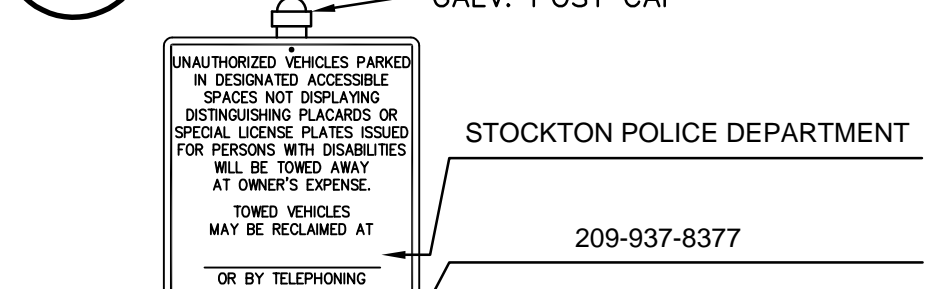 GALV. POST CAP
UNAUTHORIZED VEHICLES PARKED
IN DESIGNATED ACCESSIBLE
SPACES NOT DISPLAYING
DISTINGUISHING PLACARDS OR
SPECIAL LICENSE PLATES ISSUED
FOR PERSONS WITH DISABILITIES
WILL BE TOWED AWAY
AT OWNER'S EXPENSE.
TOWED VEHICLES
MAY BE RECLAIMED AT
OR BY TELEPHONING
STOCKTON POLICE DEPARTMENT
209-937-8377